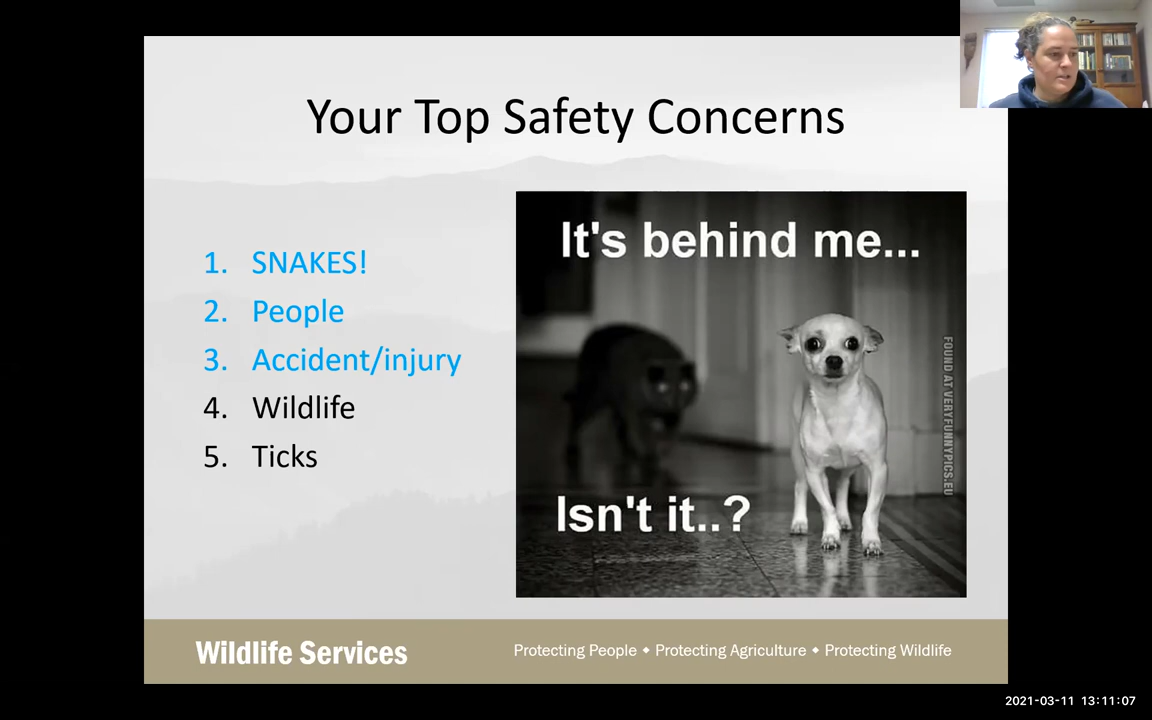 Your Top Safety Concerns
1. SNAKES!
2. People
3. Accident/injury
4. Wildlife
5. Ticks
It's behind me...
Isn't it..?
FOUND AT VERYFUNNYPICS.EU
Wildlife Services
Protecting People ◆ Protecting Agriculture ◆ Protecting Wildlife
2021-03-11 13:11:07